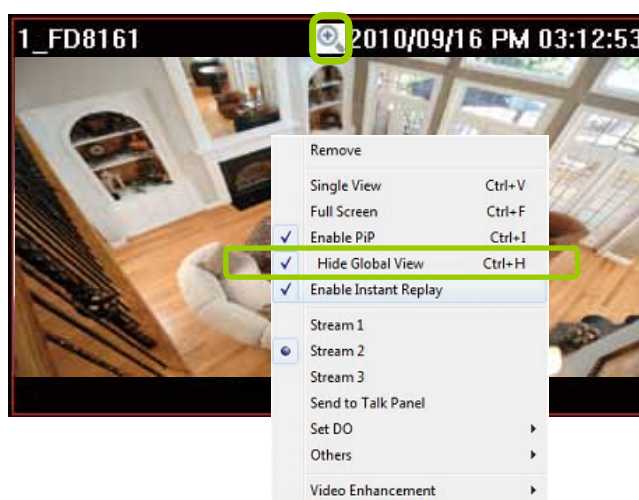 1_FD8161 2010/09/16 PM 03:12:53
Remove
Single View Ctrl+V
Full Screen Ctrl+F
Enable PiP Ctrl+I
Hide Global View Ctrl+H
Enable Instant Replay
Stream 1
Stream 2
Stream 3
Send to Talk Panel
Set DO
Others
Video Enhancement